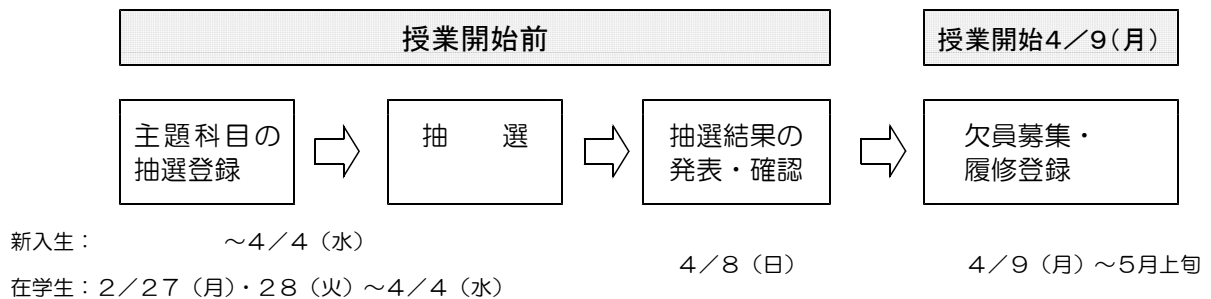 授業開始前
授業開始４／９（月）
主題科目の
抽選登録
抽　　選
抽選結果の
発表・確認
欠員募集・
履修登録
新入生：　　　　　　～４／４（水）
在学生：２／２７（月）・２８（火）～４／４（水）
４／８（日）
４／９（月）～５月上旬